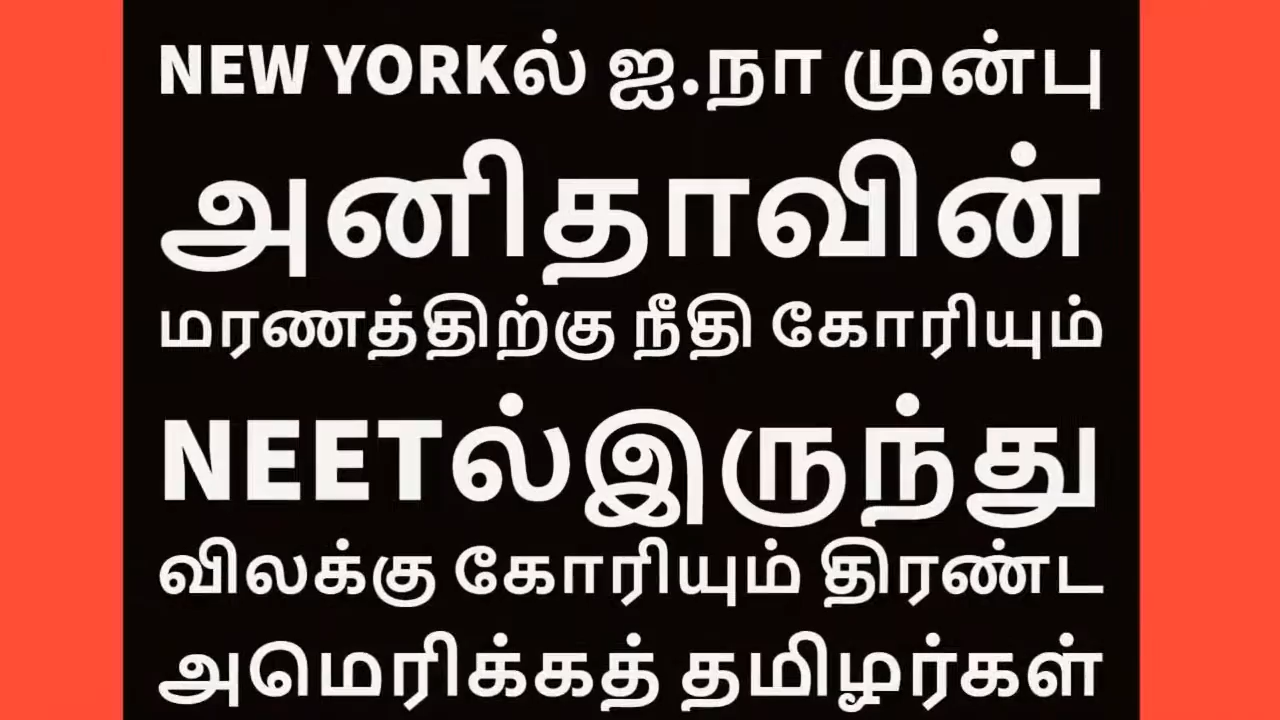 NEW YORKல் ஐ.நா முன்பு
அனிதாவின்
மரணத்திற்கு நீதி கோரியும்
NEETல்இருந்து
விலக்கு கோரியும் திரண்ட
அமெரிக்கத் தமிழர்கள்